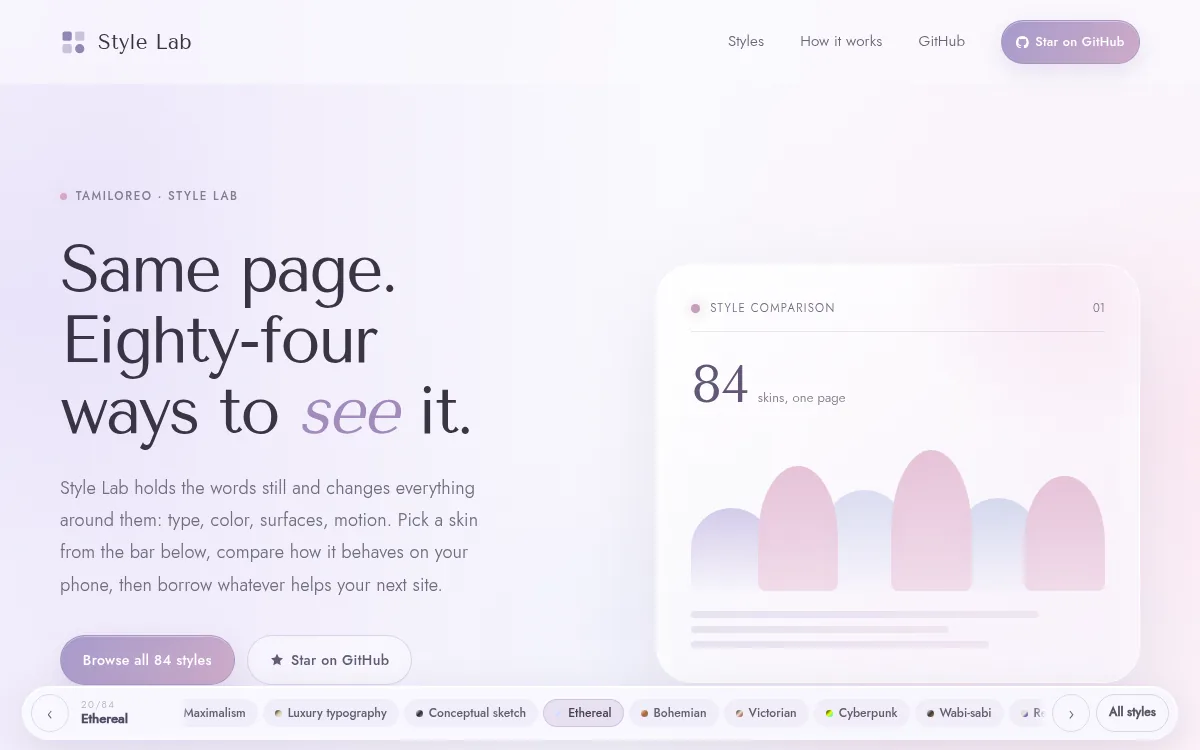 Style Lab
Styles
How it works
GitHub
Star on GitHub
TAMILOREO · STYLE LAB
Same page.
Eighty-four
ways to see it.
Style Lab holds the words still and changes everything
around them: type, color, surfaces, motion. Pick a skin
from the bar below, compare how it behaves on your
phone, then borrow whatever helps your next site.
Browse all 84 styles
Star on GitHub
STYLE COMPARISON
01
84 skins, one page
20/84
Ethereal
Maximalism
Luxury typography
Conceptual sketch
Ethereal
Bohemian
Victorian
Cyberpunk
Wabi-sabi
All styles